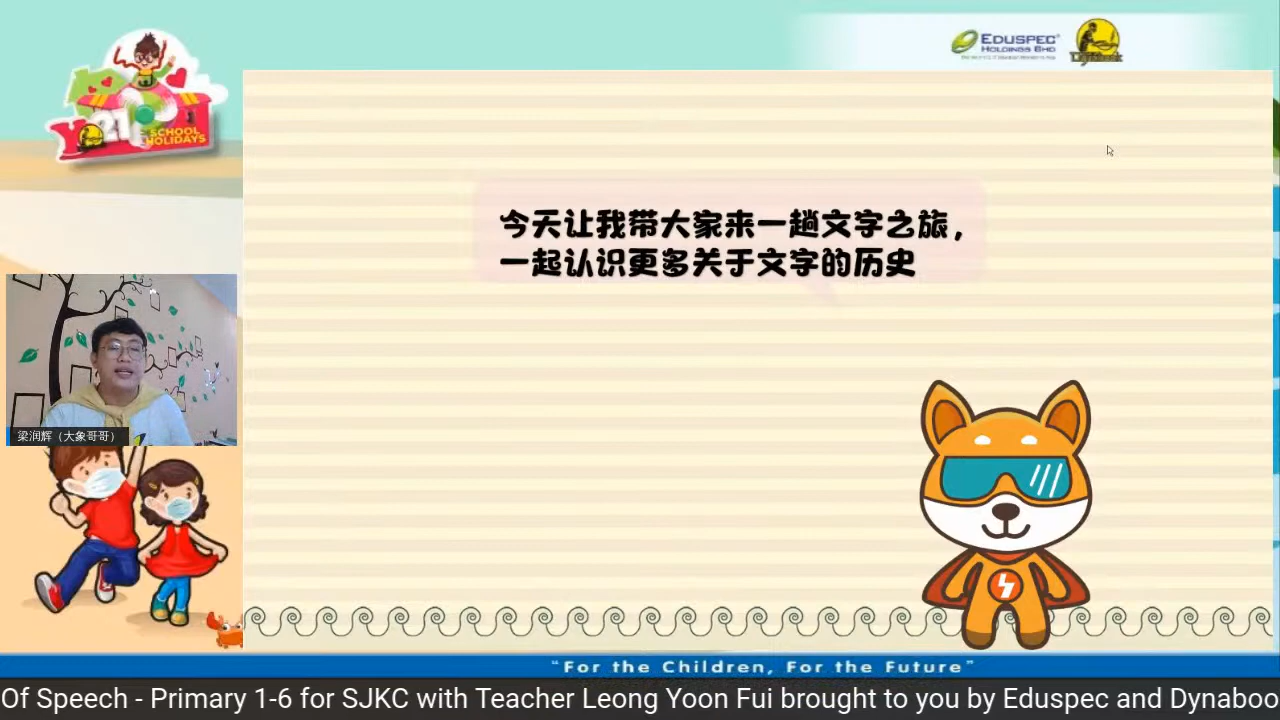 EDUSPEC
HOLDINGS BHD
21
SCHOOL
HOLIDAYS
今天让我带大家来一趟文字之旅，
一起认识更多关于文字的历史
梁润辉（大象哥哥）
“For the Children, For the Future”
Of Speech - Primary 1-6 for SJKC with Teacher Leong Yoon Fui brought to you by Eduspec and Dynaboo